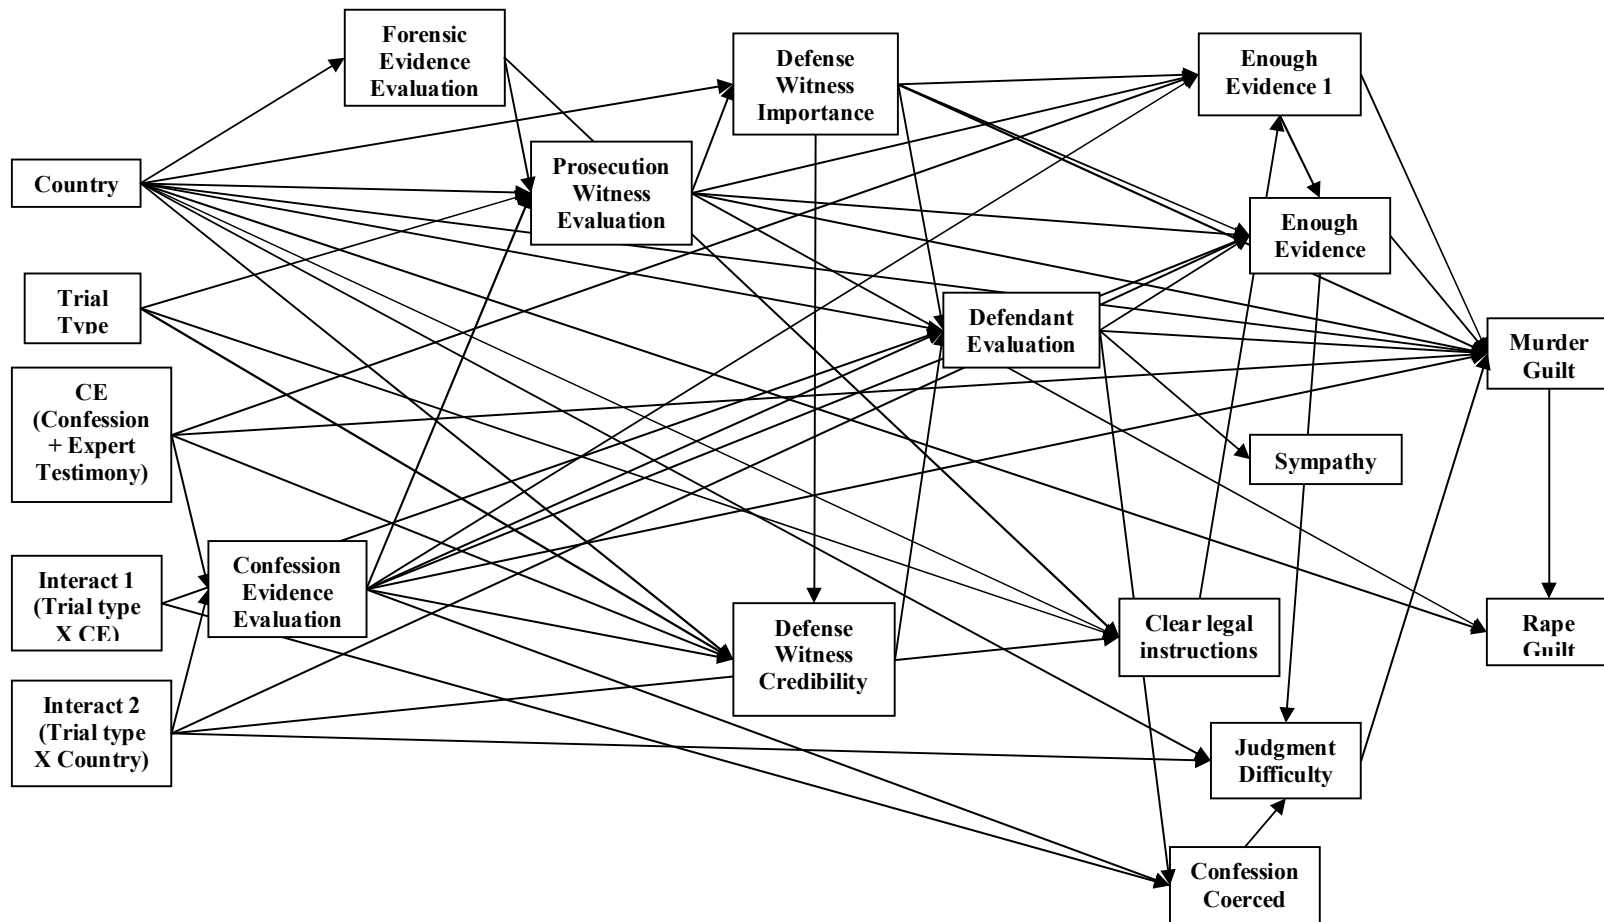 Forensic
Evidence
Evaluation
Defense
Witness
Importance
Enough
Evidence 1
Country
Prosecution
Witness
Evaluation
Enough
Evidence
Trial
Type
Defendant
Evaluation
Murder
Guilt
CE
(Confession
+ Expert
Testimony)
Sympathy
Interact 1
(Trial type
X CE)
Confession
Evidence
Evaluation
Defense
Witness
Credibility
Clear legal
instructions
Rape
Guilt
Interact 2
(Trial type
X Country)
Judgment
Difficulty
Confession
Coerced